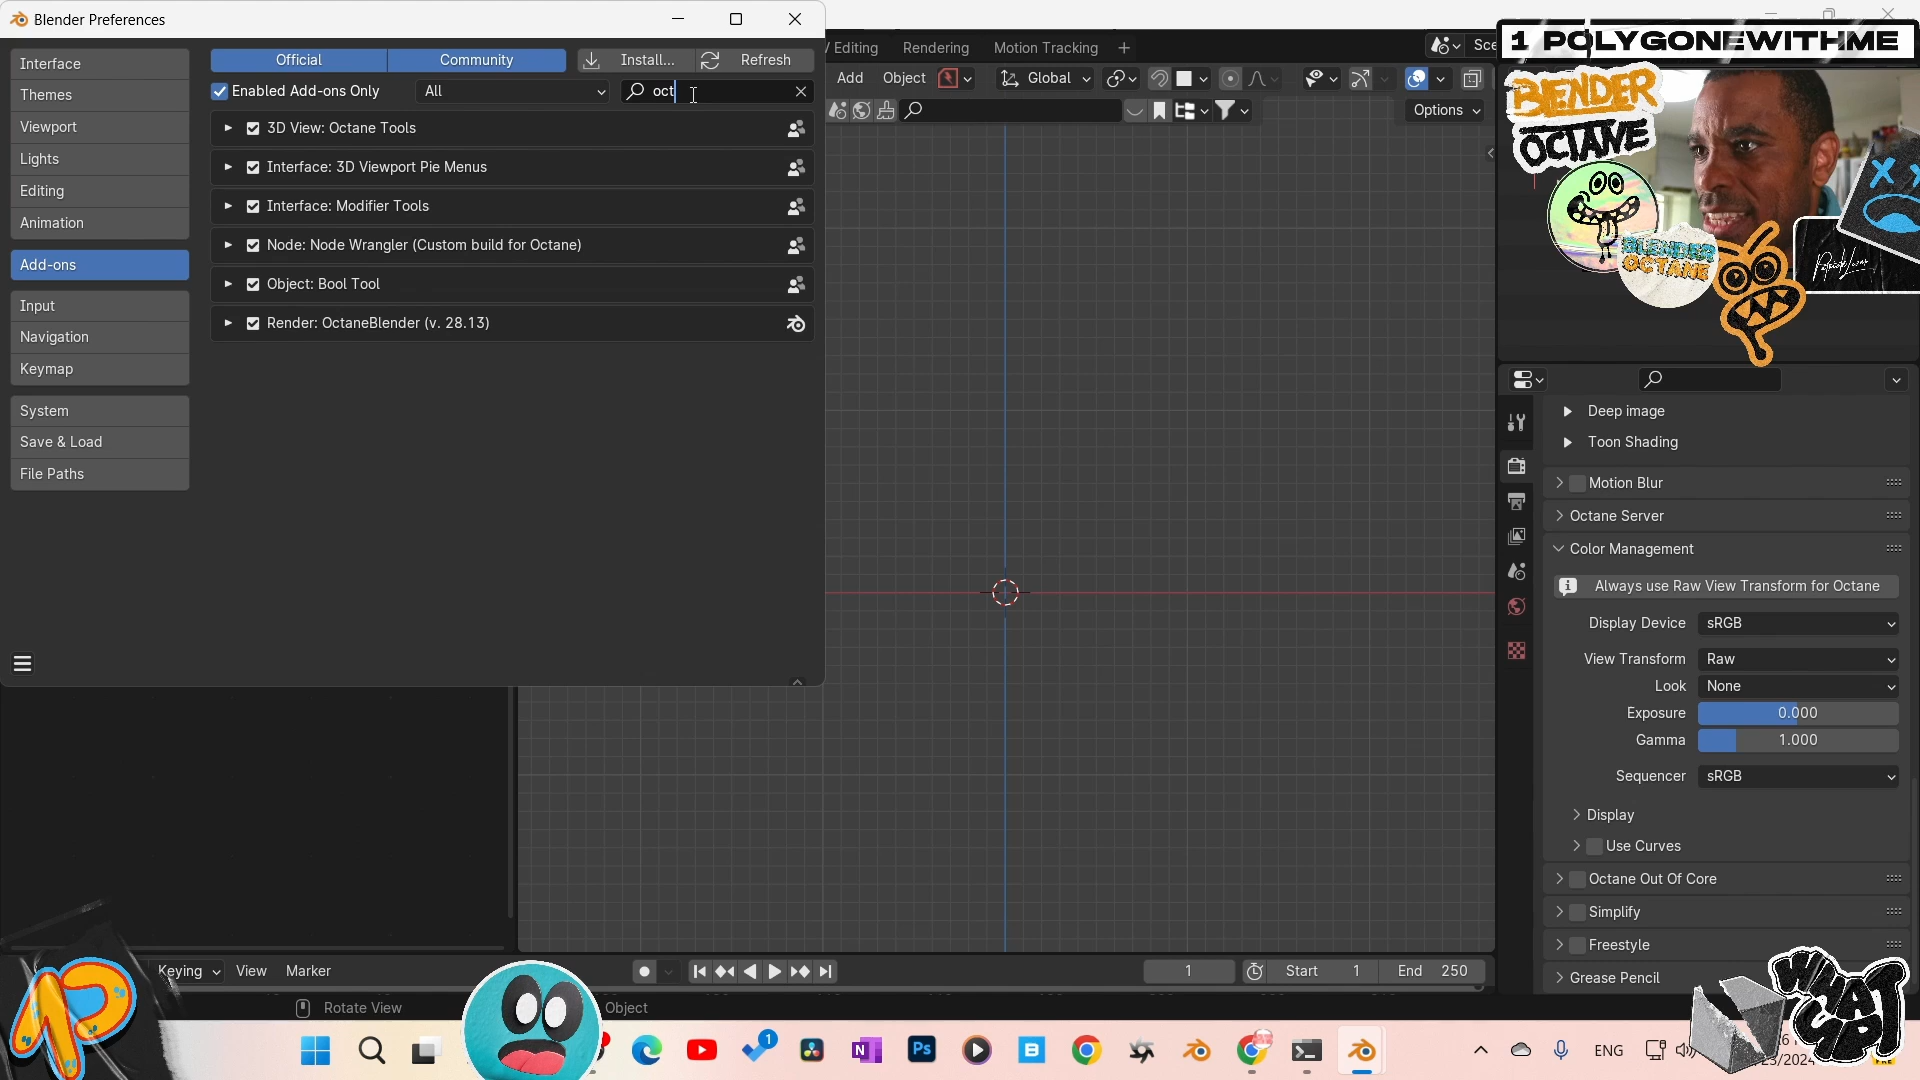 Blender Preferences
Interface
Themes
Viewport
Lights
Editing
Animation
Add-ons
Input
Navigation
Keymap
System
Save & Load
File Paths
Official
Community
Install...
Refresh
Enabled Add-ons Only
All
oct
3D View: Octane Tools
Interface: 3D Viewport Pie Menus
Interface: Modifier Tools
Node: Node Wrangler (Custom build for Octane)
Object: Bool Tool
Render: OctaneBlender (v. 28.13)
Editing
Rendering
Motion Tracking
+
Sce
Add
Object
Global
Options
1 POLYGONEWITHME
BLENDER
OCTANE
BLENDER
OCTANE
Deep image
Toon Shading
Motion Blur
Octane Server
Color Management
Always use Raw View Transform for Octane
Display Device sRGB
View Transform Raw
Look None
Exposure 0.000
Gamma 1.000
Sequencer sRGB
Display
Use Curves
Octane Out Of Core
Simplify
Freestyle
Grease Pencil
Keying
View
Marker
1
Start 1
End 250
Rotate View
Object
1
ENG